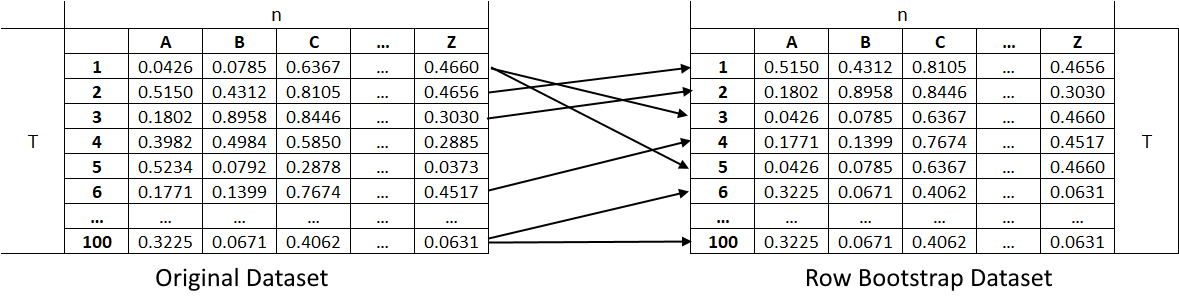 n n
A B C ... Z A B C ... Z
1 0.0426 0.0785 0.6367 ... 0.4660 1 0.5150 0.4312 0.8105 ... 0.4656
2 0.5150 0.4312 0.8105 ... 0.4656 2 0.1802 0.8958 0.8446 ... 0.3030
3 0.1802 0.8958 0.8446 ... 0.3030 3 0.0426 0.0785 0.6367 ... 0.4660
T 4 0.3982 0.4984 0.5850 ... 0.2885 4 0.1771 0.1399 0.7674 ... 0.4517 T
5 0.5234 0.0792 0.2878 ... 0.0373 5 0.0426 0.0785 0.6367 ... 0.4660
6 0.1771 0.1399 0.7674 ... 0.4517 6 0.3225 0.0671 0.4062 ... 0.0631
... ... ... ... ... ... ... ... ... ... ... ...
100 0.3225 0.0671 0.4062 ... 0.0631 100 0.3225 0.0671 0.4062 ... 0.0631
Original Dataset Row Bootstrap Dataset